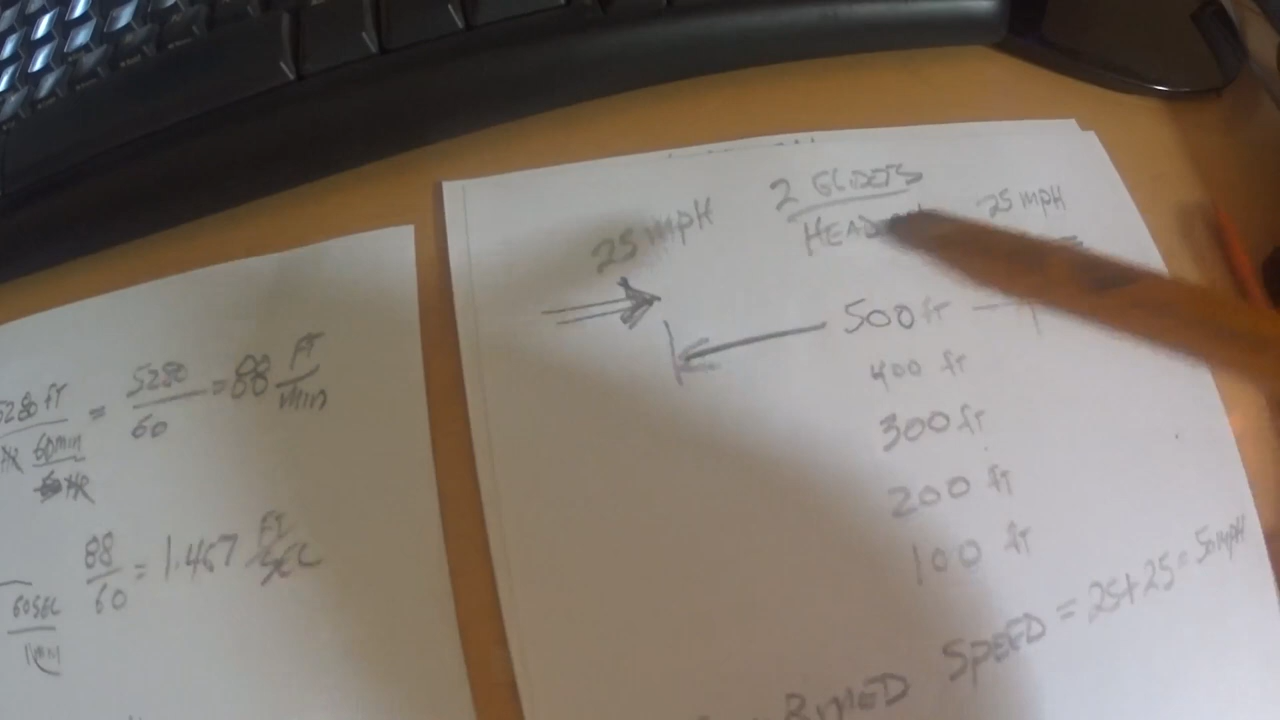 5280 FT
HR 60 min
HR
= 5280 / 60 = 88 FT / min
88 / 60 = 1.467 FT / SEC
60 SEC
1 min
2
HEAD
25 mpH
25 mpH
500 ft
400 ft
300 ft
200 ft
100 ft
SPEED = 25+25 = 50 mpH